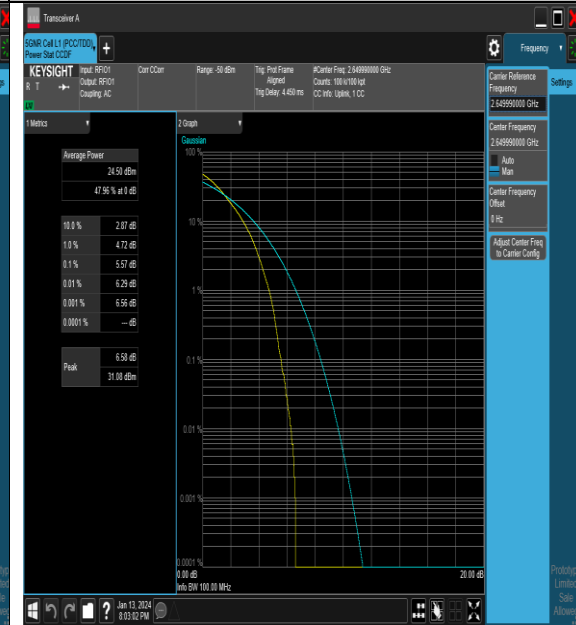 Transceiver A
5GNR Cell L1 (PCC/TDD),
Power Stat CCDF
+
Frequency
KEYSIGHT
R T
Input: RFIO1
Output: RFIO1
Coupling: AC
Corr CCorr
Range: -50 dBm
Trig: Prot Frame
Aligned
Trig Delay: 4.450 ms
#Center Freq: 2.649990000 GHz
Counts: 100 k/100 kpt
CC Info: Uplink, 1 CC
Carrier Reference
Frequency
2.649990000 GHz
Settings
Center Frequency
2.649990000 GHz
Auto
Man
Center Frequency
Offset
0 Hz
Adjust Center Freq
to Carrier Config
1 Metrics
Average Power
24.50 dBm
47.96 % at 0 dB
10.0 % 2.87 dB
1.0 % 4.72 dB
0.1 % 5.57 dB
0.01 % 6.29 dB
0.001 % 6.56 dB
0.0001 % --- dB
Peak
6.58 dB
31.08 dBm
2 Graph
Gaussian
100 %
10 %
1 %
0.1 %
0.01 %
0.001 %
0.0001 %
0.00 dB
20.00 dB
Info BW 100.00 MHz
?
Jan 13, 2024
8:03:02 PM
Limited
Sale